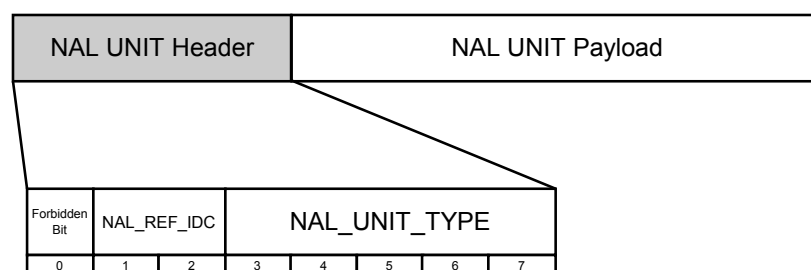 NAL UNIT Header
NAL UNIT Payload
Forbidden
Bit
NAL_REF_IDC
NAL_UNIT_TYPE
0 1 2 3 4 5 6 7